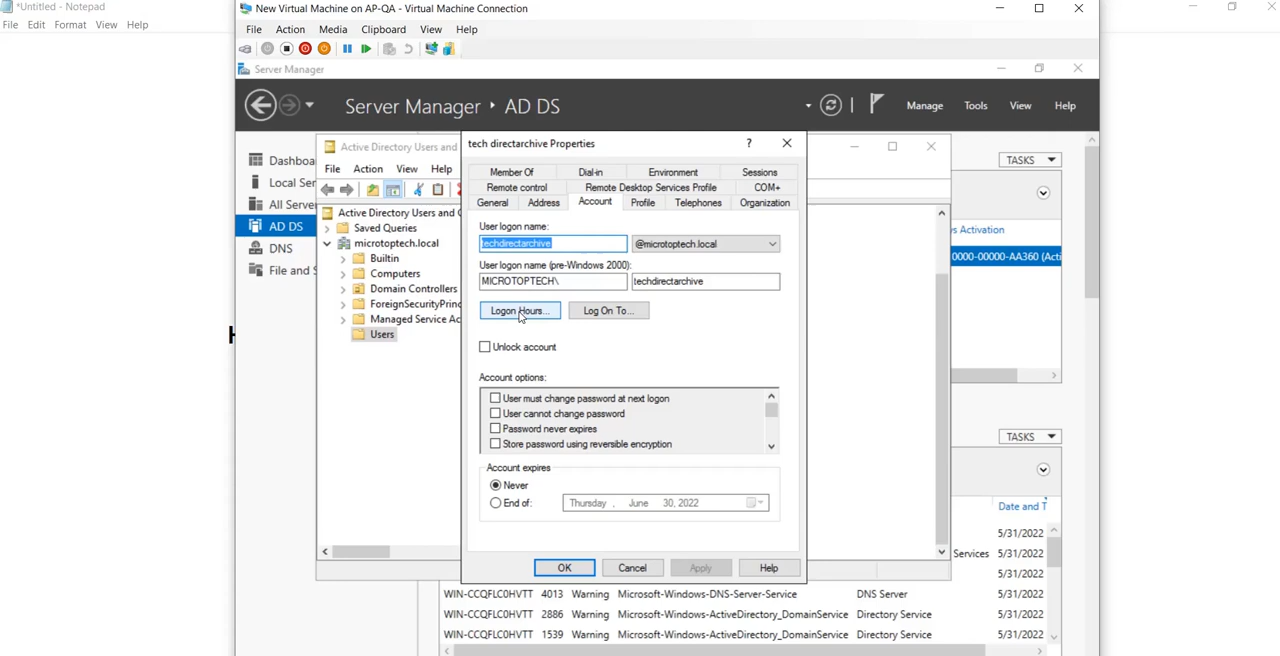 *Untitled - Notepad
File Edit Format View Help
New Virtual Machine on AP-QA - Virtual Machine Connection
File Action Media Clipboard View Help
Server Manager
Server Manager • AD DS
Manage Tools View Help
Dashboa
Local Ser
All Server
AD DS
DNS
File and S
Active Directory Users and
File Action View Help
Active Directory Users and C
Saved Queries
microtoptech.local
Builtin
Computers
Domain Controllers
ForeignSecurityPrinc
Managed Service Ac
Users
tech directarchive Properties
? 
Member Of Dial-in Environment Sessions
Remote control Remote Desktop Services Profile COM+
General Address Account Profile Telephones Organization
User logon name:
techdirectarchive @microtoptech.local
User logon name (pre-Windows 2000):
MICROTOPTECH\ techdirectarchive
Logon Hours... Log On To...
Unlock account
Account options:
User must change password at next logon
User cannot change password
Password never expires
Store password using reversible encryption
Account expires
Never
End of: Thursday , June 30, 2022
OK Cancel Apply Help
TASKS
s Activation
0000-00000-AA360 (Acti
TASKS
Date and T
5/31/2022
Services 5/31/2022
5/31/2022
WIN-CCQFLC0HVTT 4013 Warning Microsoft-Windows-DNS-Server-Service DNS Server 5/31/2022
WIN-CCQFLC0HVTT 2886 Warning Microsoft-Windows-ActiveDirectory_DomainService Directory Service 5/31/2022
WIN-CCQFLC0HVTT 1539 Warning Microsoft-Windows-ActiveDirectory_DomainService Directory Service 5/31/2022